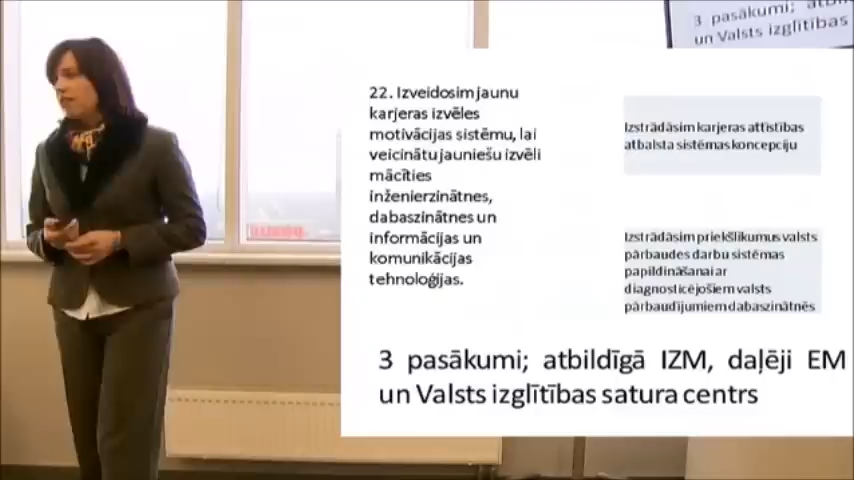 3 pasākumi;
un Valsts izglītības
22. Izveidosim jaunu
karjeras izvēles
motivācijas sistēmu, lai
veicinātu jauniešu izvēli
mācīties
inženierzinātnes,
dabaszinātnes un
informācijas un
komunikācijas
tehnoloģijas.
Izstrādāsim karjeras attīstības
atbalsta sistēmas koncepciju
Izstrādāsim priekšlikumus valsts
pārbaudes darbu sistēmas
papildināšanai ar
diagnosticējošiem valsts
pārbaudījumiem dabaszinātnēs
3 pasākumi; atbildīgā IZM, daļēji EM
un Valsts izglītības satura centrs